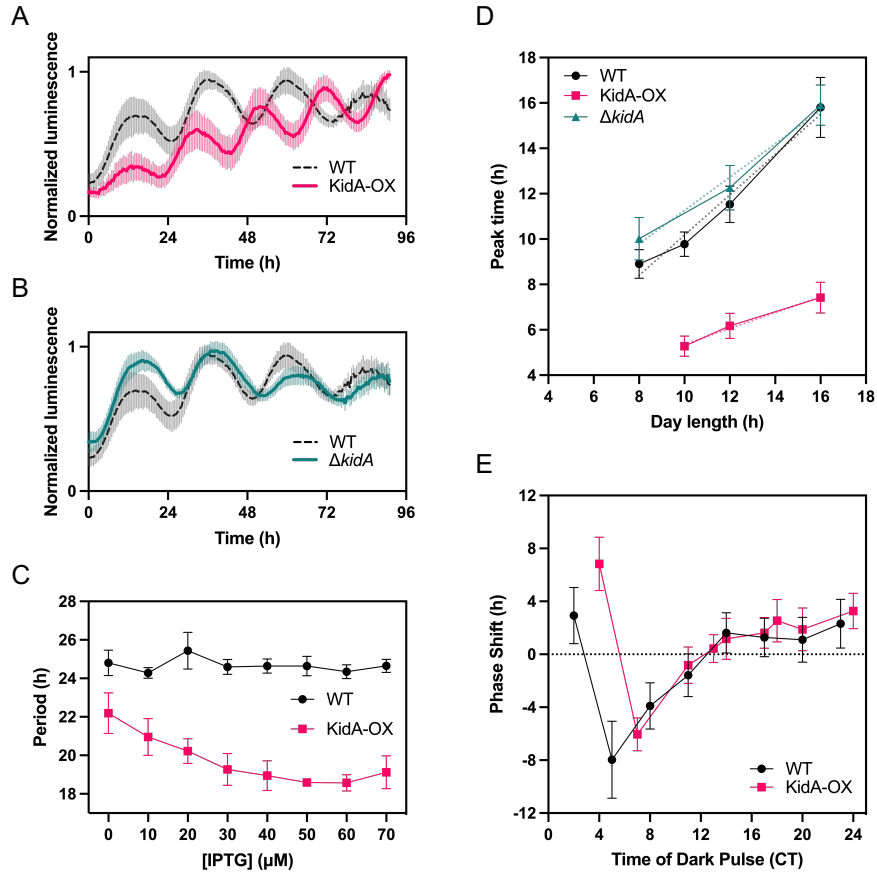 A
Normalized luminescence
1
0
WT
KidA-OX
0 24 48 72 96
Time (h)
B
Normalized luminescence
1
0
WT
ΔkidA
0 24 48 72 96
Time (h)
C
Period (h)
28
26
24
22
20
18
WT
KidA-OX
0 10 20 30 40 50 60 70
[IPTG] (μM)
D
Peak time (h)
18
16
14
12
10
8
6
4
WT
KidA-OX
ΔkidA
4 6 8 10 12 14 16 18
Day length (h)
E
Phase Shift (h)
12
8
4
0
-4
-8
-12
WT
KidA-OX
0 4 8 12 16 20 24
Time of Dark Pulse (CT)